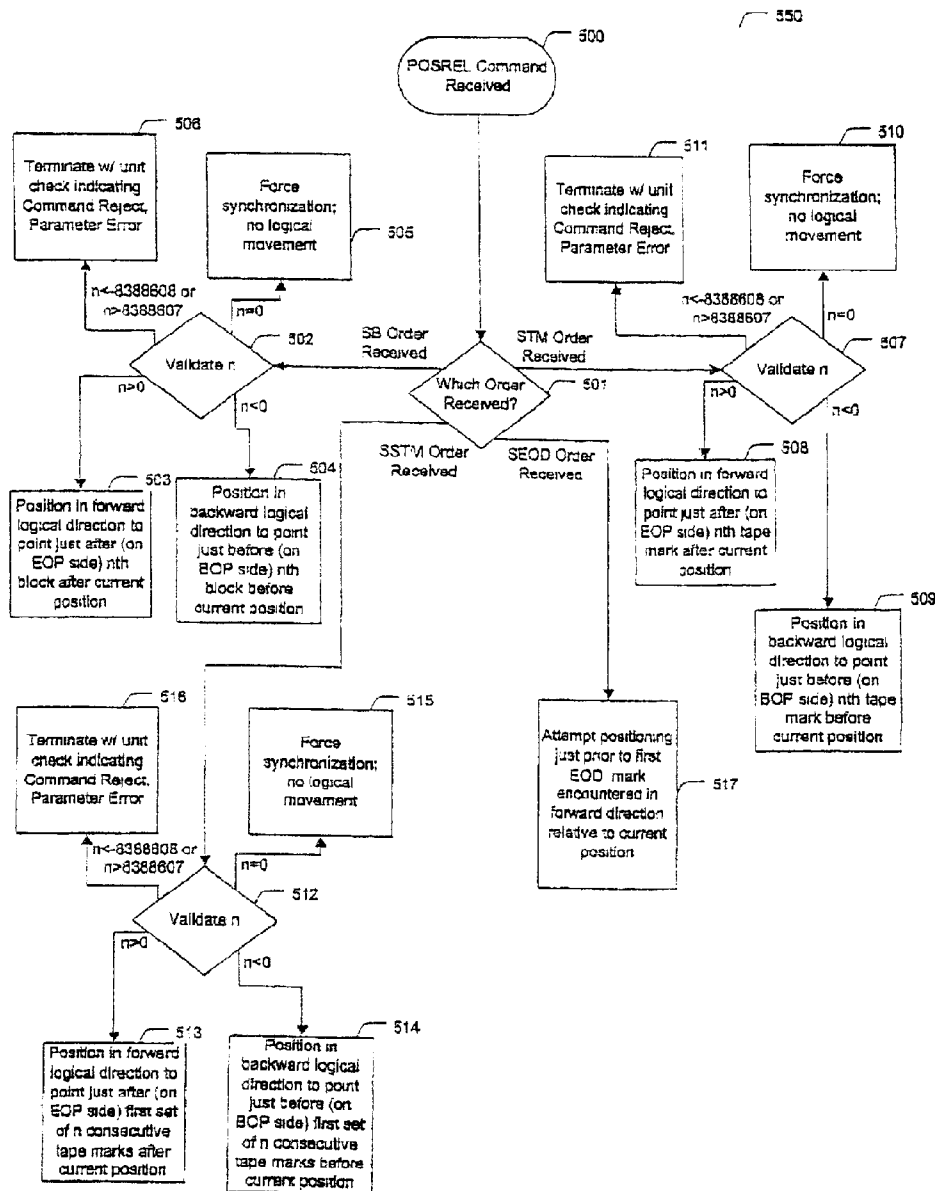 550
500
POSREL Command
Received
506
Terminate w/ unit
check indicating
Command Reject,
Parameter Error
Force
synchronization;
no logical
movement
505
511
Terminate w/ unit
check indicating
Command Reject,
Parameter Error
510
Force
synchronization;
no logical
movement
n<-8388608 or
n>8388607
n=0
502
Validate n
n>0
n<0
SB Order
Received
STM Order
Received
Which Order
Received?
501
SSTM Order
Received
SEOD Order
Received
n<-8388608 or
n>8388607
n=0
507
Validate n
n>0
n<0
503
Position in forward
logical direction to
point just after (on
EOP side) nth
block after current
position
504
Position in
backward logical
direction to point
just before (on
BOP side) nth
block before
current position
508
Position in forward
logical direction to
point just after (on
EOP side) nth tape
mark after current
position
509
Position in
backward logical
direction to point
just before (on
BOP side) nth tape
mark before
current position
516
Terminate w/ unit
check indicating
Command Reject,
Parameter Error
515
Force
synchronization;
no logical
movement
Attempt positioning
just prior to first
EOD mark
encountered in
forward direction
relative to current
position
517
n<-8388608 or
n>8388607
n=0
512
Validate n
n>0
n<0
513
Position in forward
logical direction to
point just after (on
EOP side) first set
of n consecutive
tape marks after
current position
514
Position in
backward logical
direction to point
just before (on
BOP side) first set
of n consecutive
tape marks before
current position